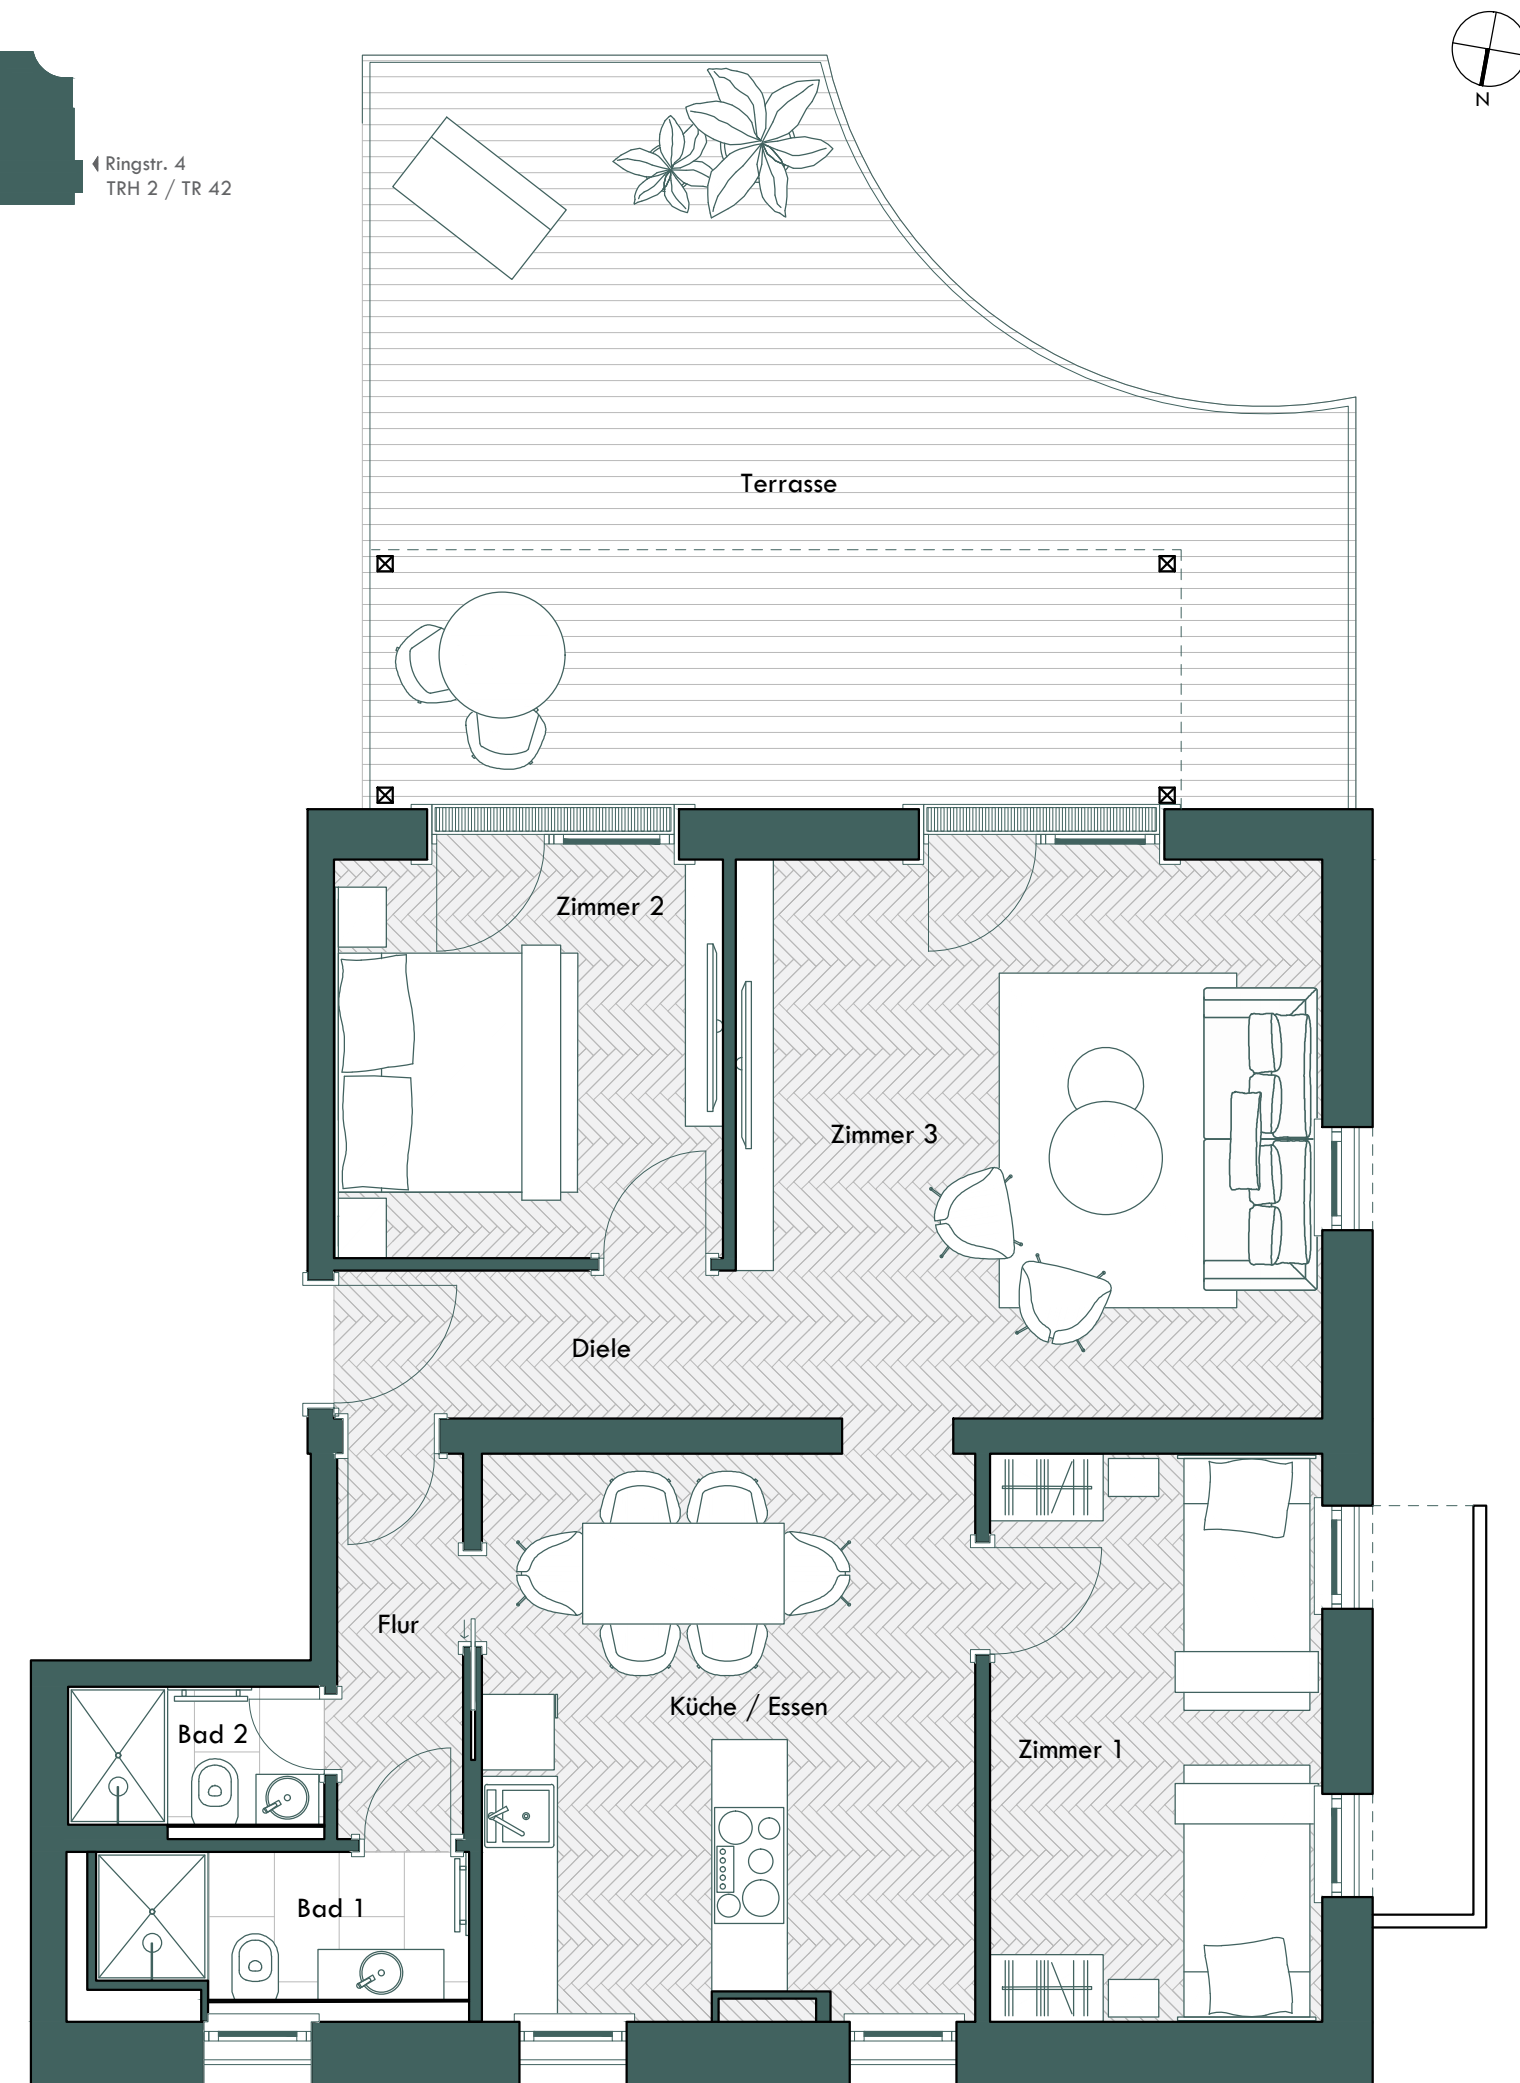 N
Ringstr. 4
TRH 2 / TR 42
Terrasse
Zimmer 2
Zimmer 3
Diele
Flur
Küche / Essen
Bad 2
Zimmer 1
Bad 1